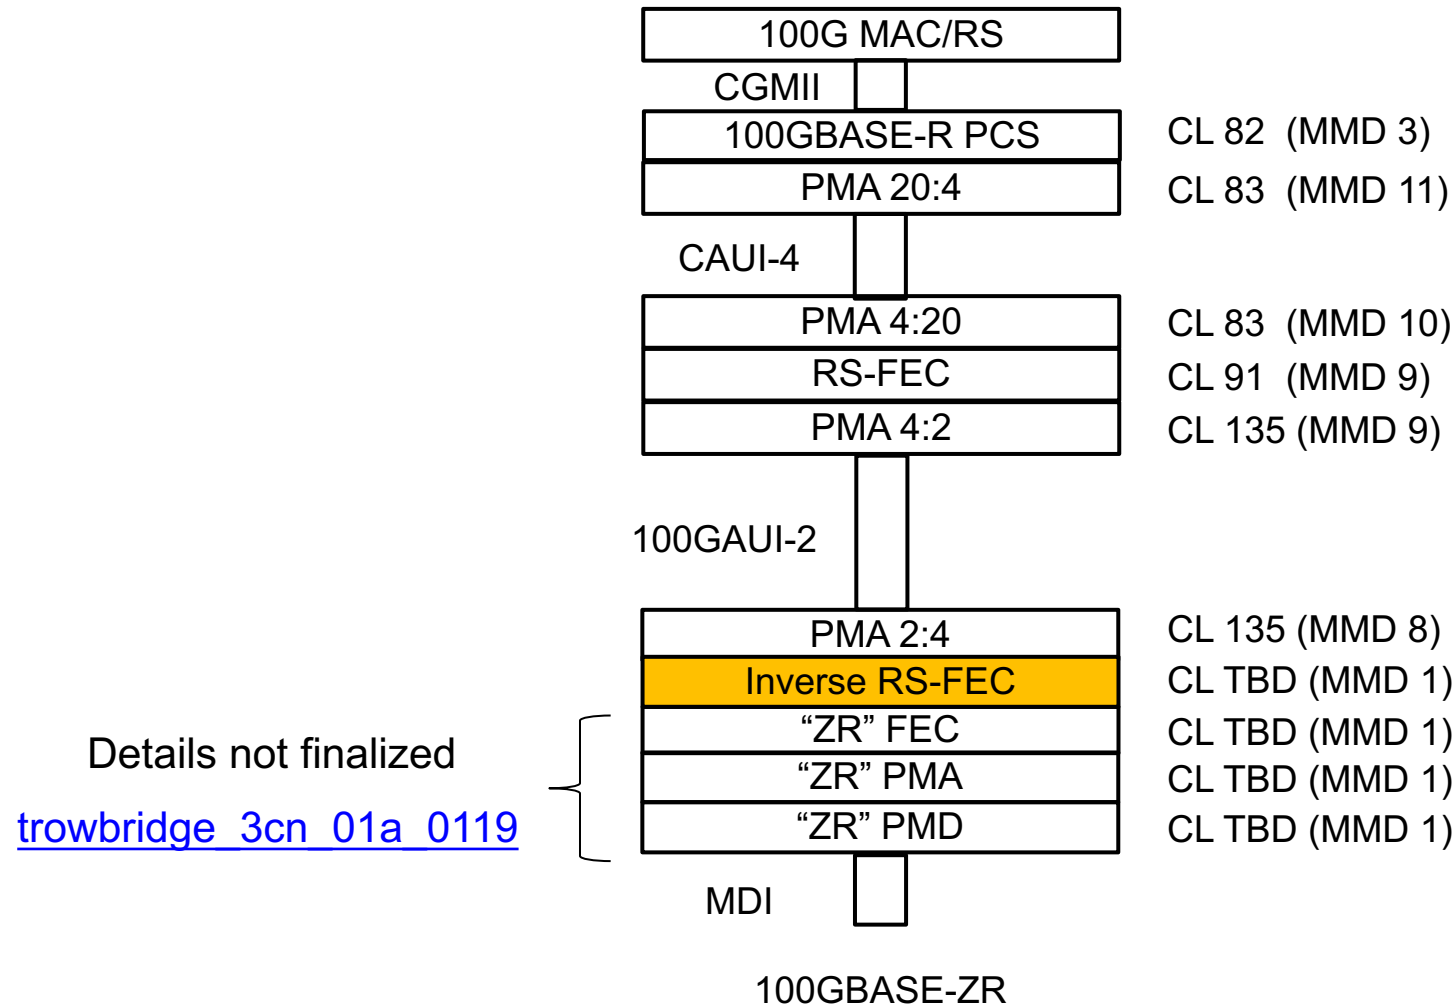 100G MAC/RS
CGMII
100GBASE-R PCS CL 82 (MMD 3)
PMA 20:4 CL 83 (MMD 11)
CAUI-4
PMA 4:20 CL 83 (MMD 10)
RS-FEC CL 91 (MMD 9)
PMA 4:2 CL 135 (MMD 9)
100GAUI-2
PMA 2:4 CL 135 (MMD 8)
Inverse RS-FEC CL TBD (MMD 1)
“ZR” FEC CL TBD (MMD 1)
Details not finalized
“ZR” PMA CL TBD (MMD 1)
trowbridge_3cn_01a_0119
“ZR” PMD CL TBD (MMD 1)
MDI
100GBASE-ZR